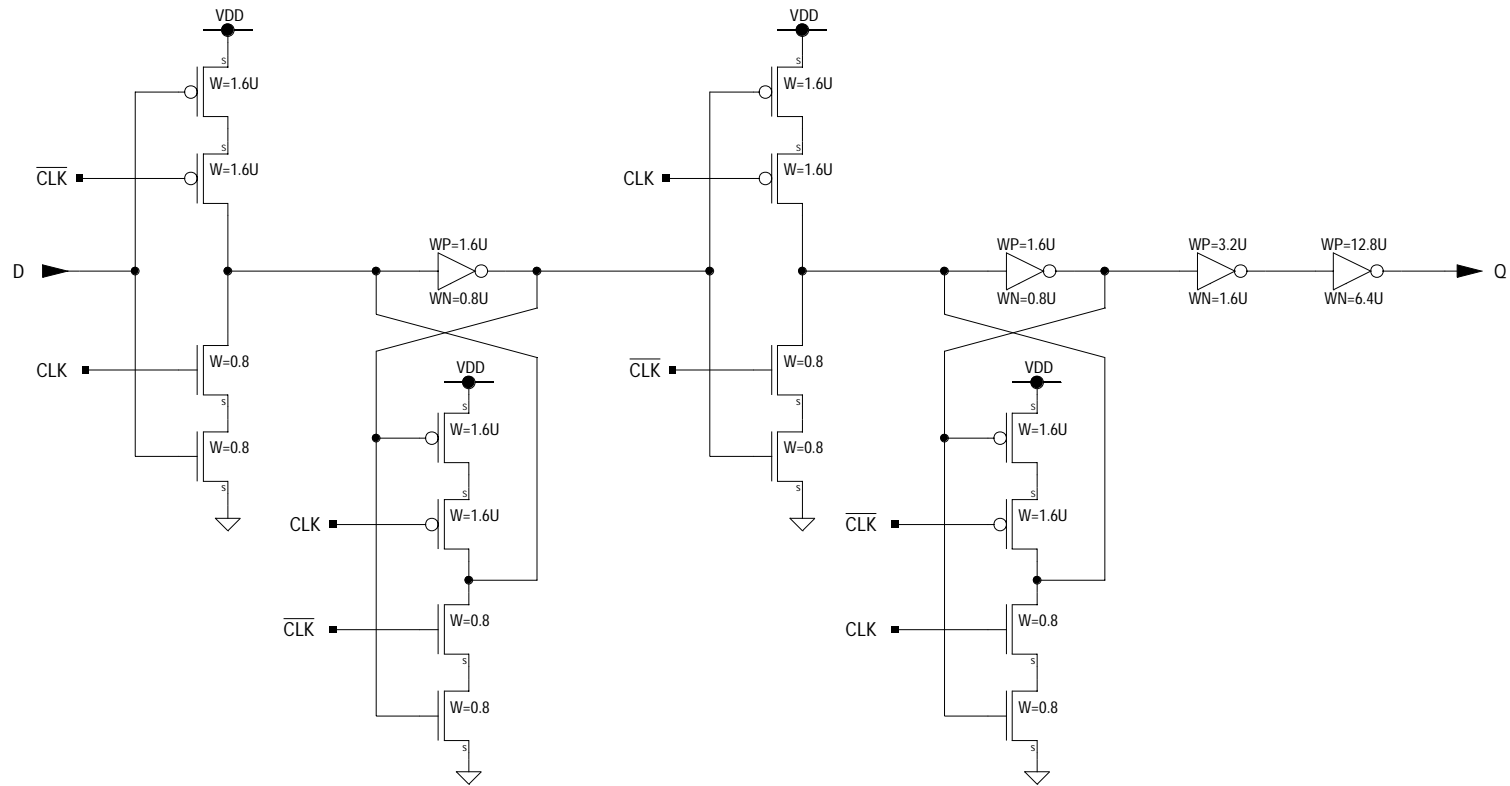 VDD
s
W=1.6U
s
W=1.6U
CLK
D
CLK
W=0.8
s
W=0.8
s
WP=1.6U
WN=0.8U
VDD
s
W=1.6U
s
W=1.6U
CLK
CLK
W=0.8
s
W=0.8
s
VDD
s
W=1.6U
s
W=1.6U
CLK
CLK
W=0.8
s
W=0.8
s
WP=1.6U
WN=0.8U
VDD
s
W=1.6U
s
W=1.6U
CLK
CLK
W=0.8
s
W=0.8
s
WP=3.2U
WN=1.6U
WP=12.8U
WN=6.4U
Q